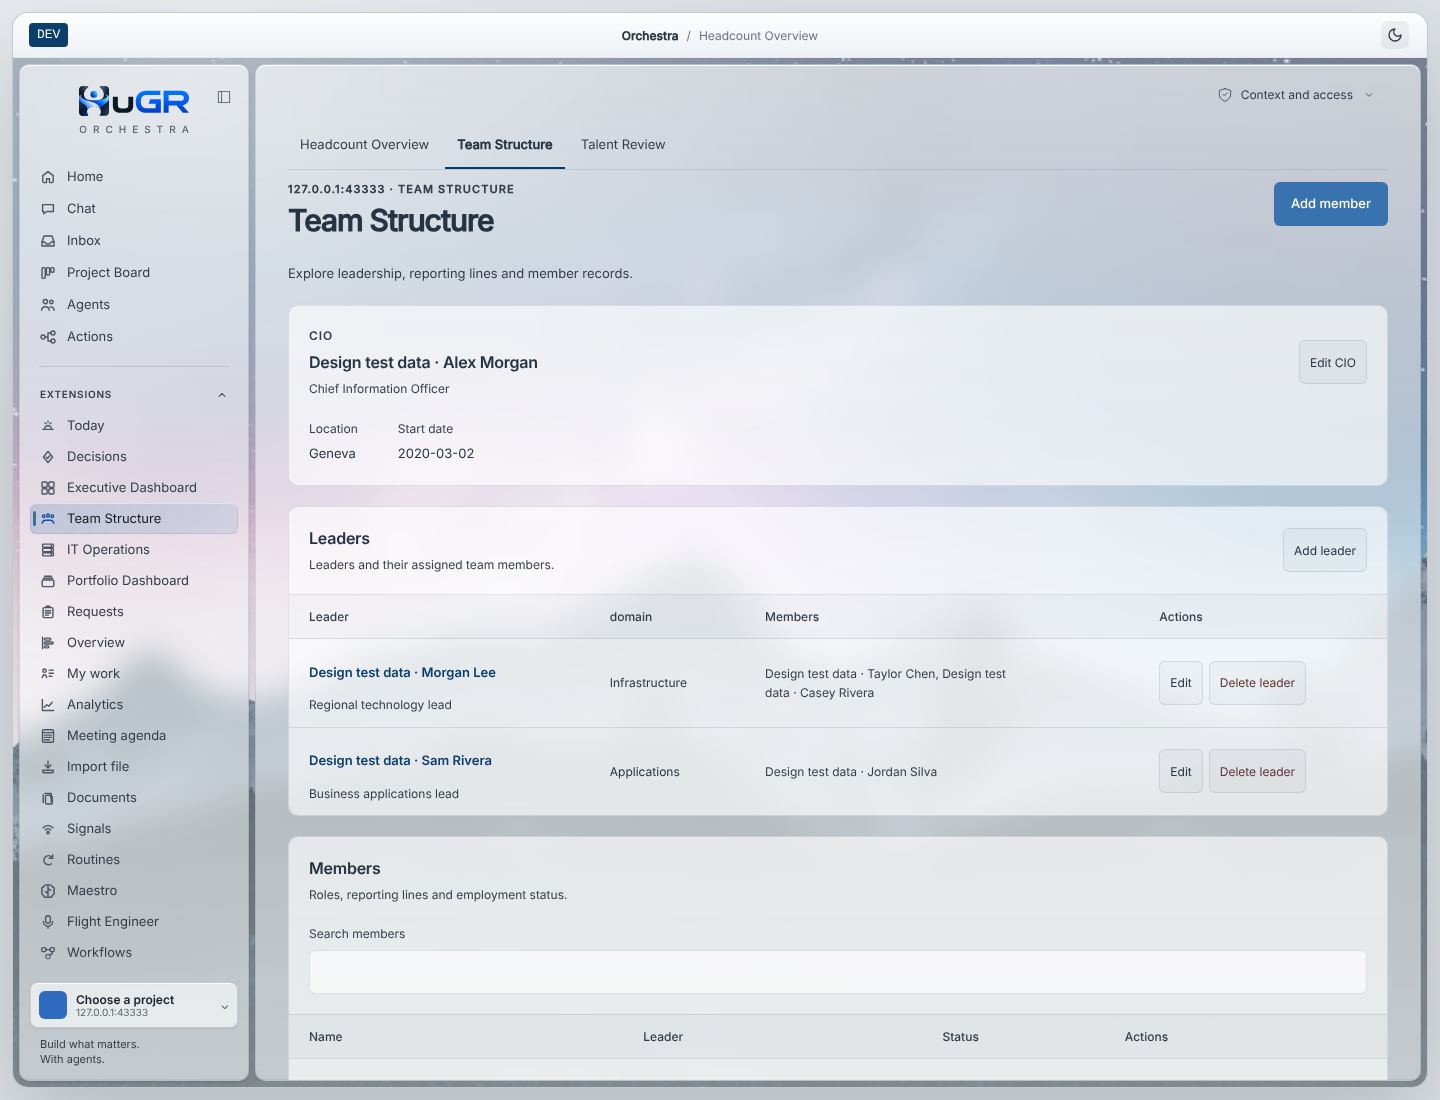 DEV
Orchestra / Headcount Overview
HuGR
ORCHESTRA
Home
Chat
Inbox
Project Board
Agents
Actions
EXTENSIONS
Today
Decisions
Executive Dashboard
Team Structure
IT Operations
Portfolio Dashboard
Requests
Overview
My work
Analytics
Meeting agenda
Import file
Documents
Signals
Routines
Maestro
Flight Engineer
Workflows
Choose a project
127.0.0.1:43333
Build what matters.
With agents.
Context and access
Headcount Overview Team Structure Talent Review
127.0.0.1:43333 · TEAM STRUCTURE
Team Structure
Add member
Explore leadership, reporting lines and member records.
CIO
Design test data · Alex Morgan
Chief Information Officer
Edit CIO
Location Start date
Geneva 2020-03-02
Leaders
Leaders and their assigned team members.
Add leader
Leader domain Members Actions
Design test data · Morgan Lee
Regional technology lead
Infrastructure
Design test data · Taylor Chen, Design test
data · Casey Rivera
Edit Delete leader
Design test data · Sam Rivera
Business applications lead
Applications
Design test data · Jordan Silva
Edit Delete leader
Members
Roles, reporting lines and employment status.
Search members
Name Leader Status Actions